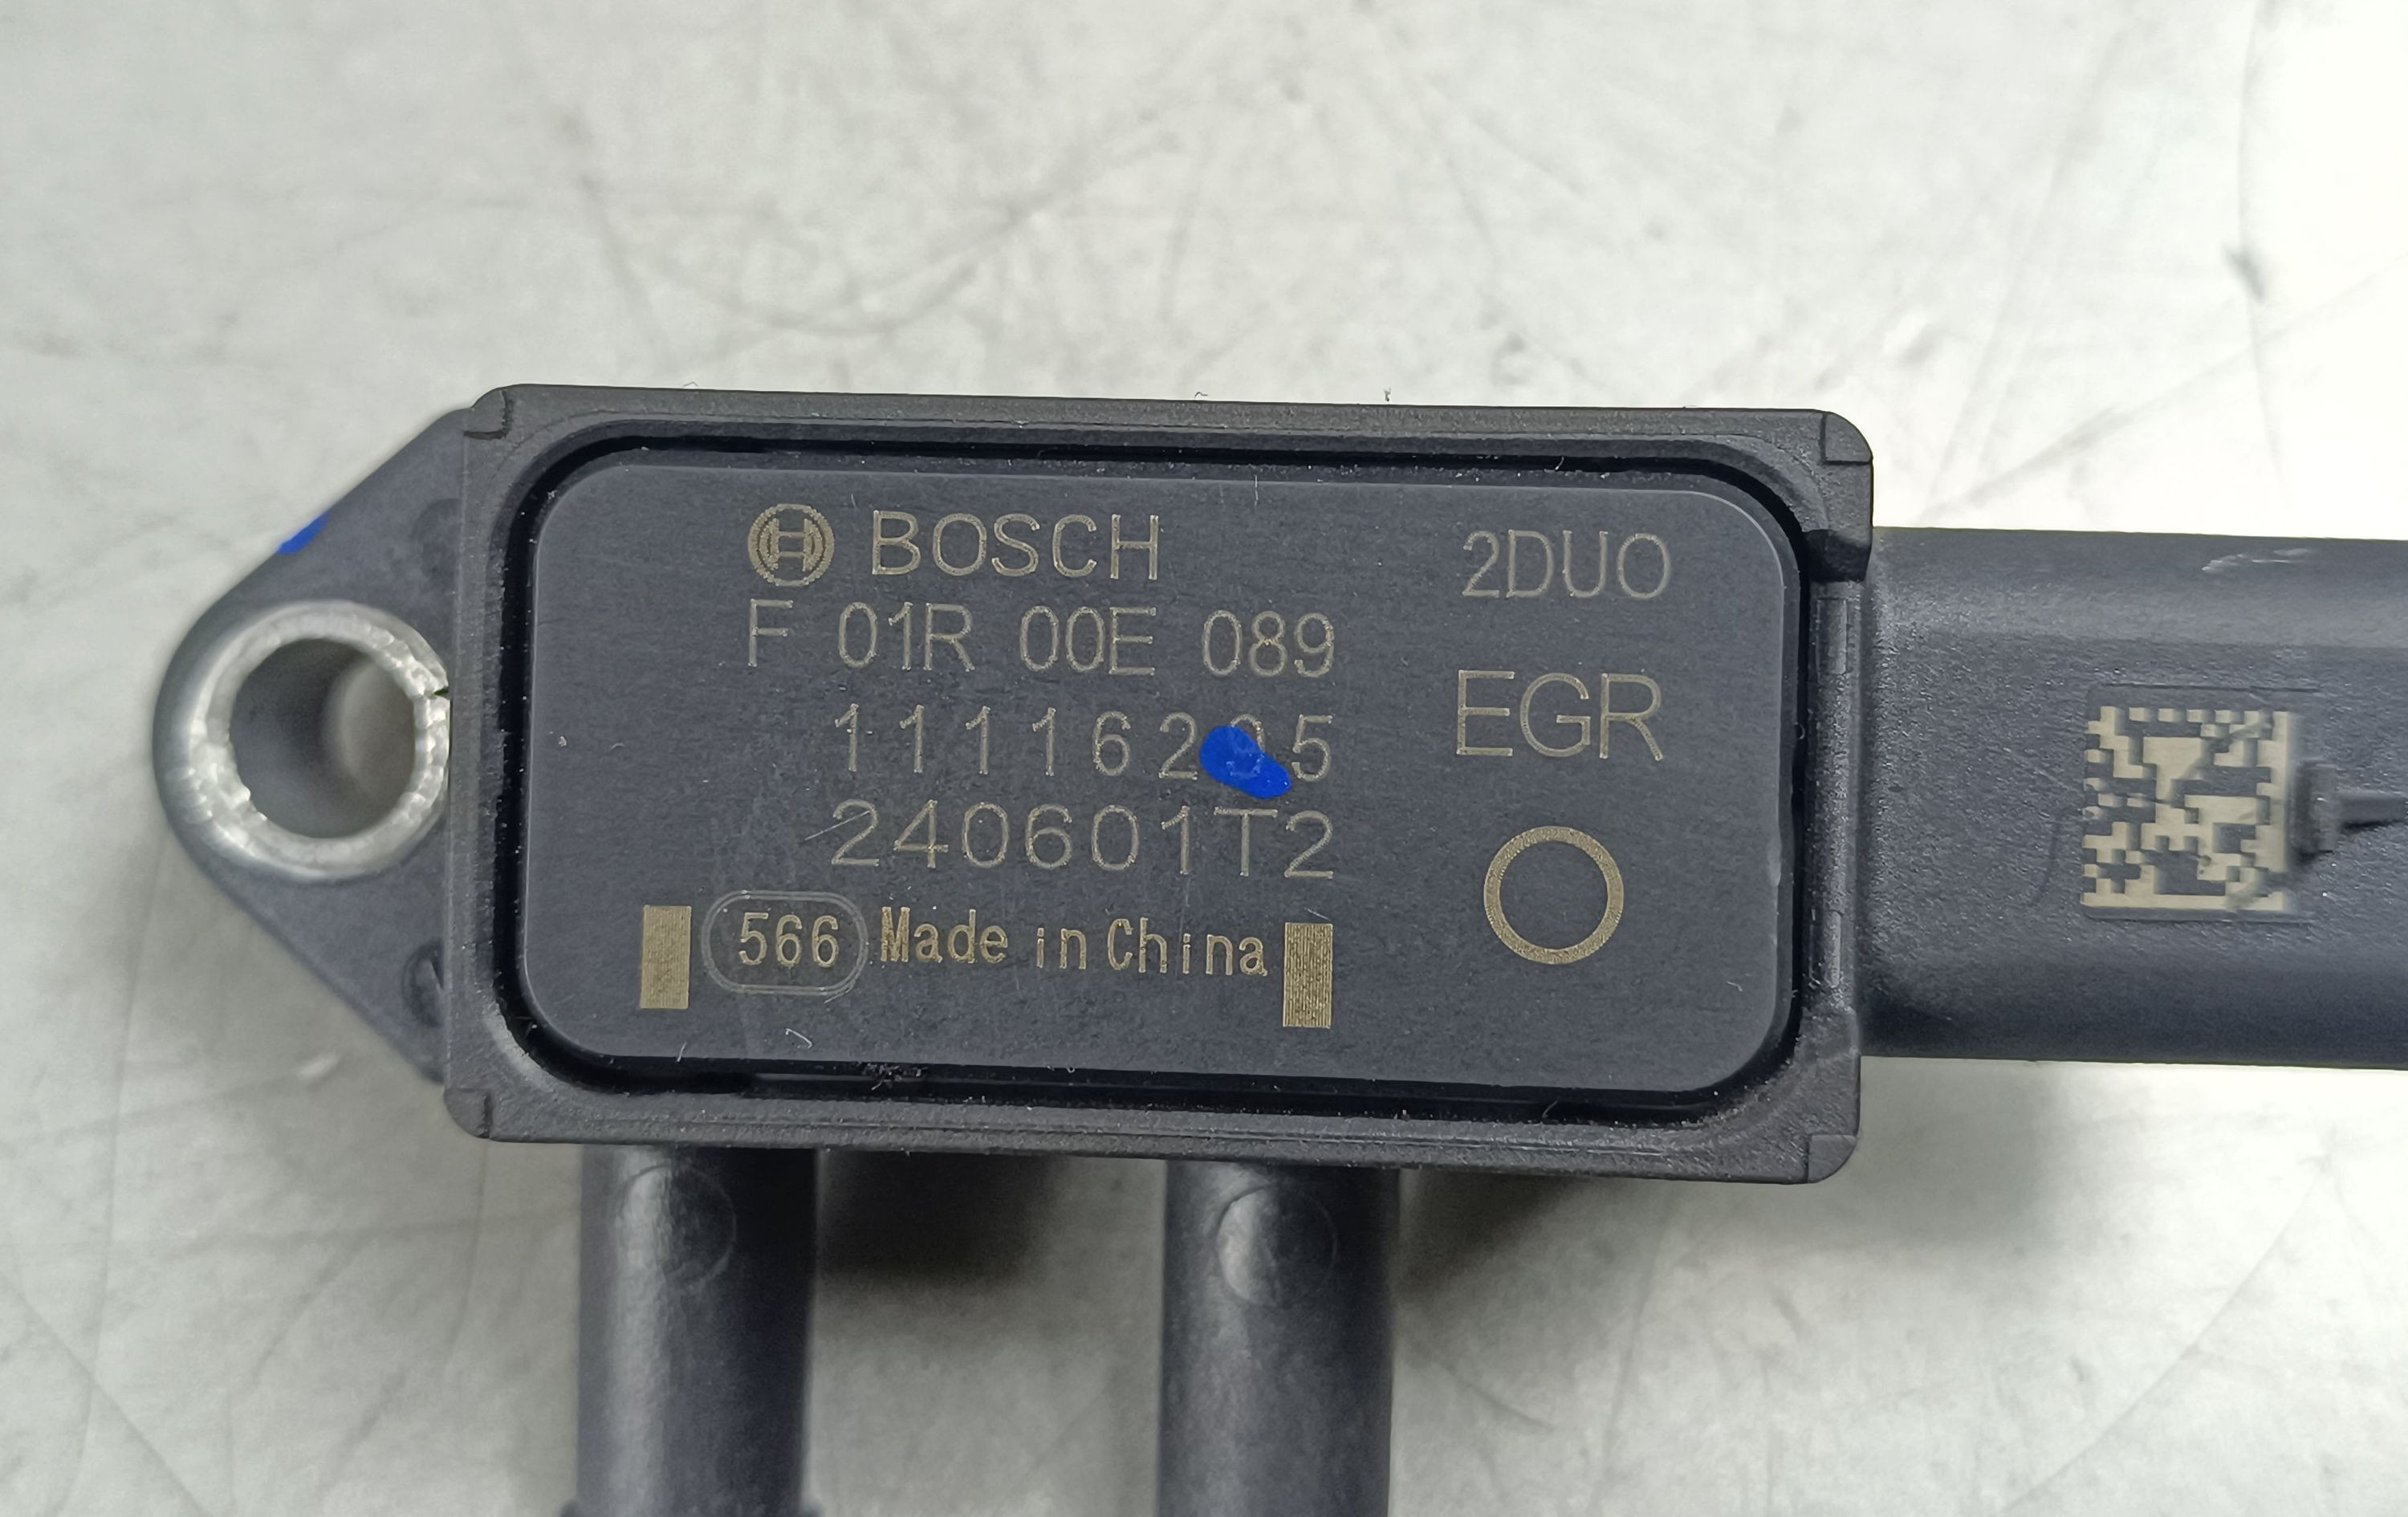 BOSCH
2DUO
F 01R 00E 089
EGR
240601T2
566 Made in China